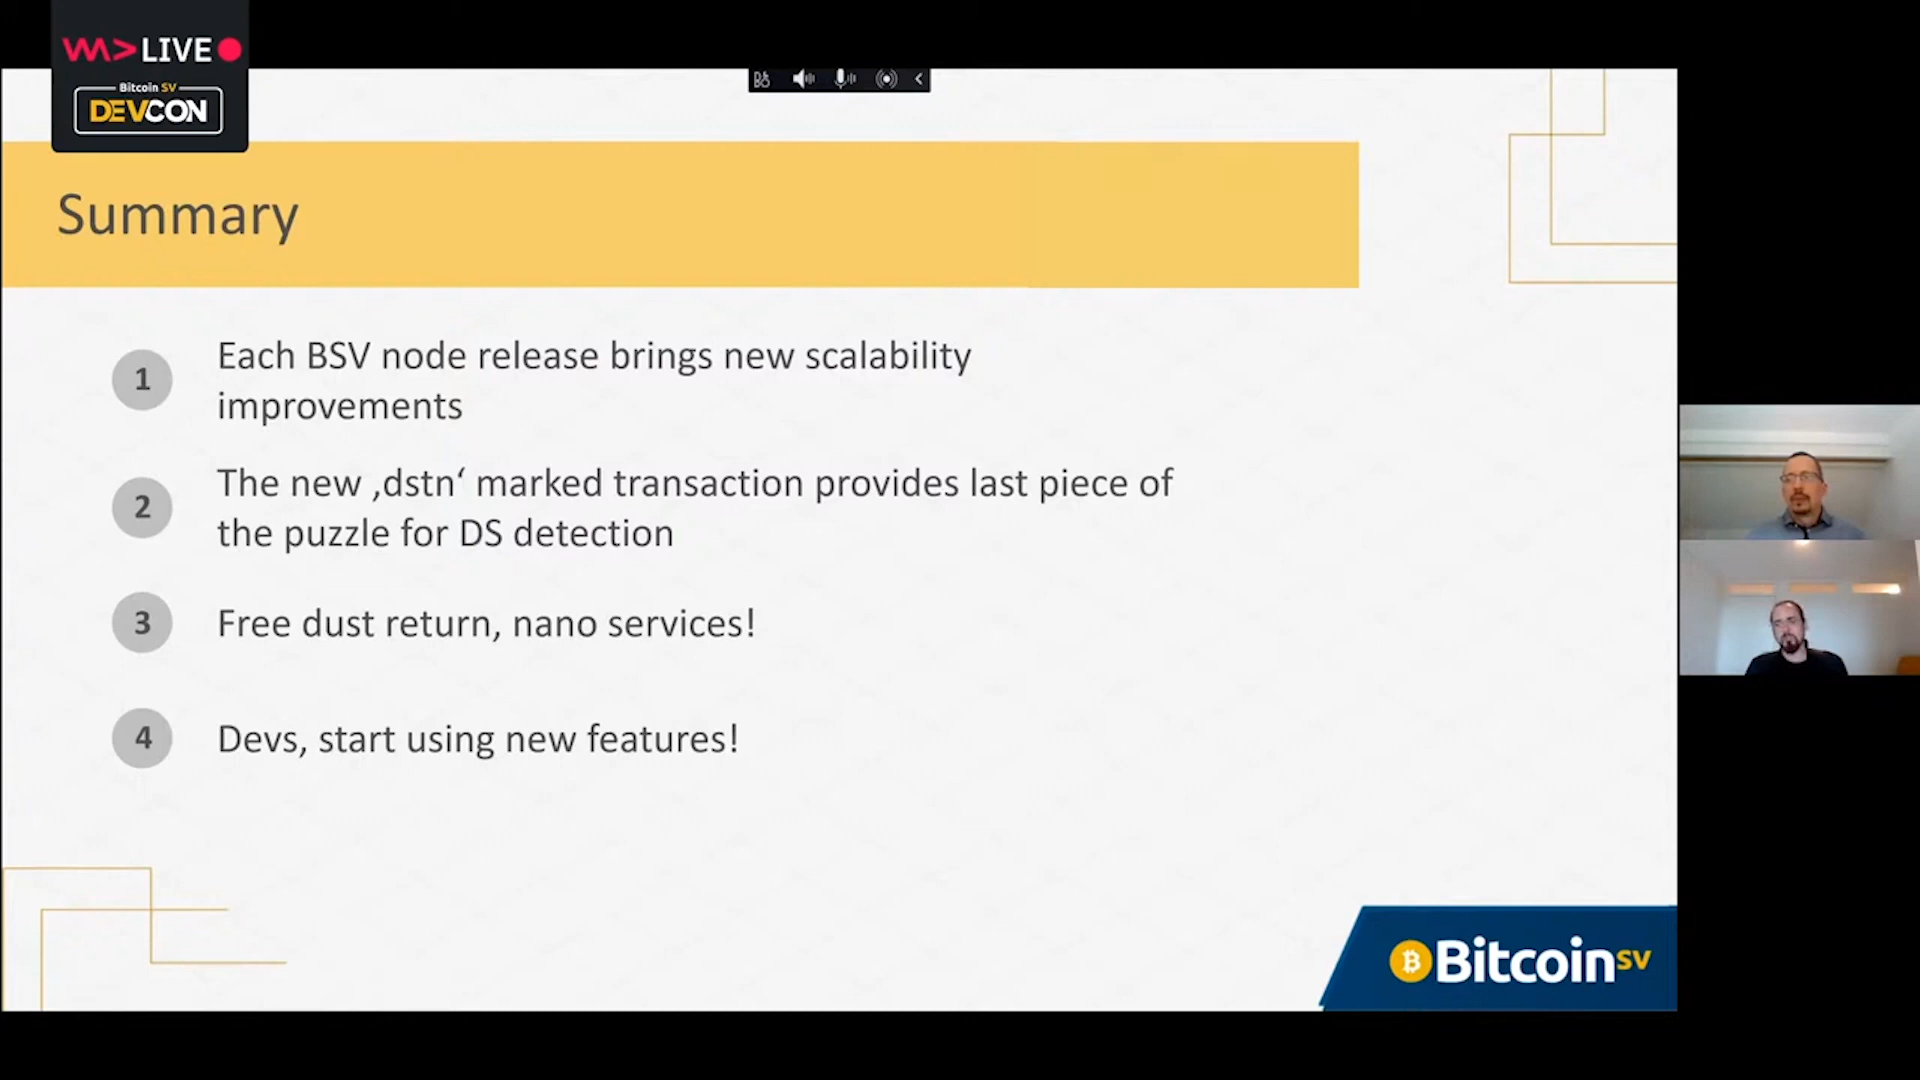 LIVE
Bitcoin SV
DEVCON
Summary
1
Each BSV node release brings new scalability
improvements
2
The new ‚dstn‘ marked transaction provides last piece of
the puzzle for DS detection
3
Free dust return, nano services!
4
Devs, start using new features!
BitcoinSV